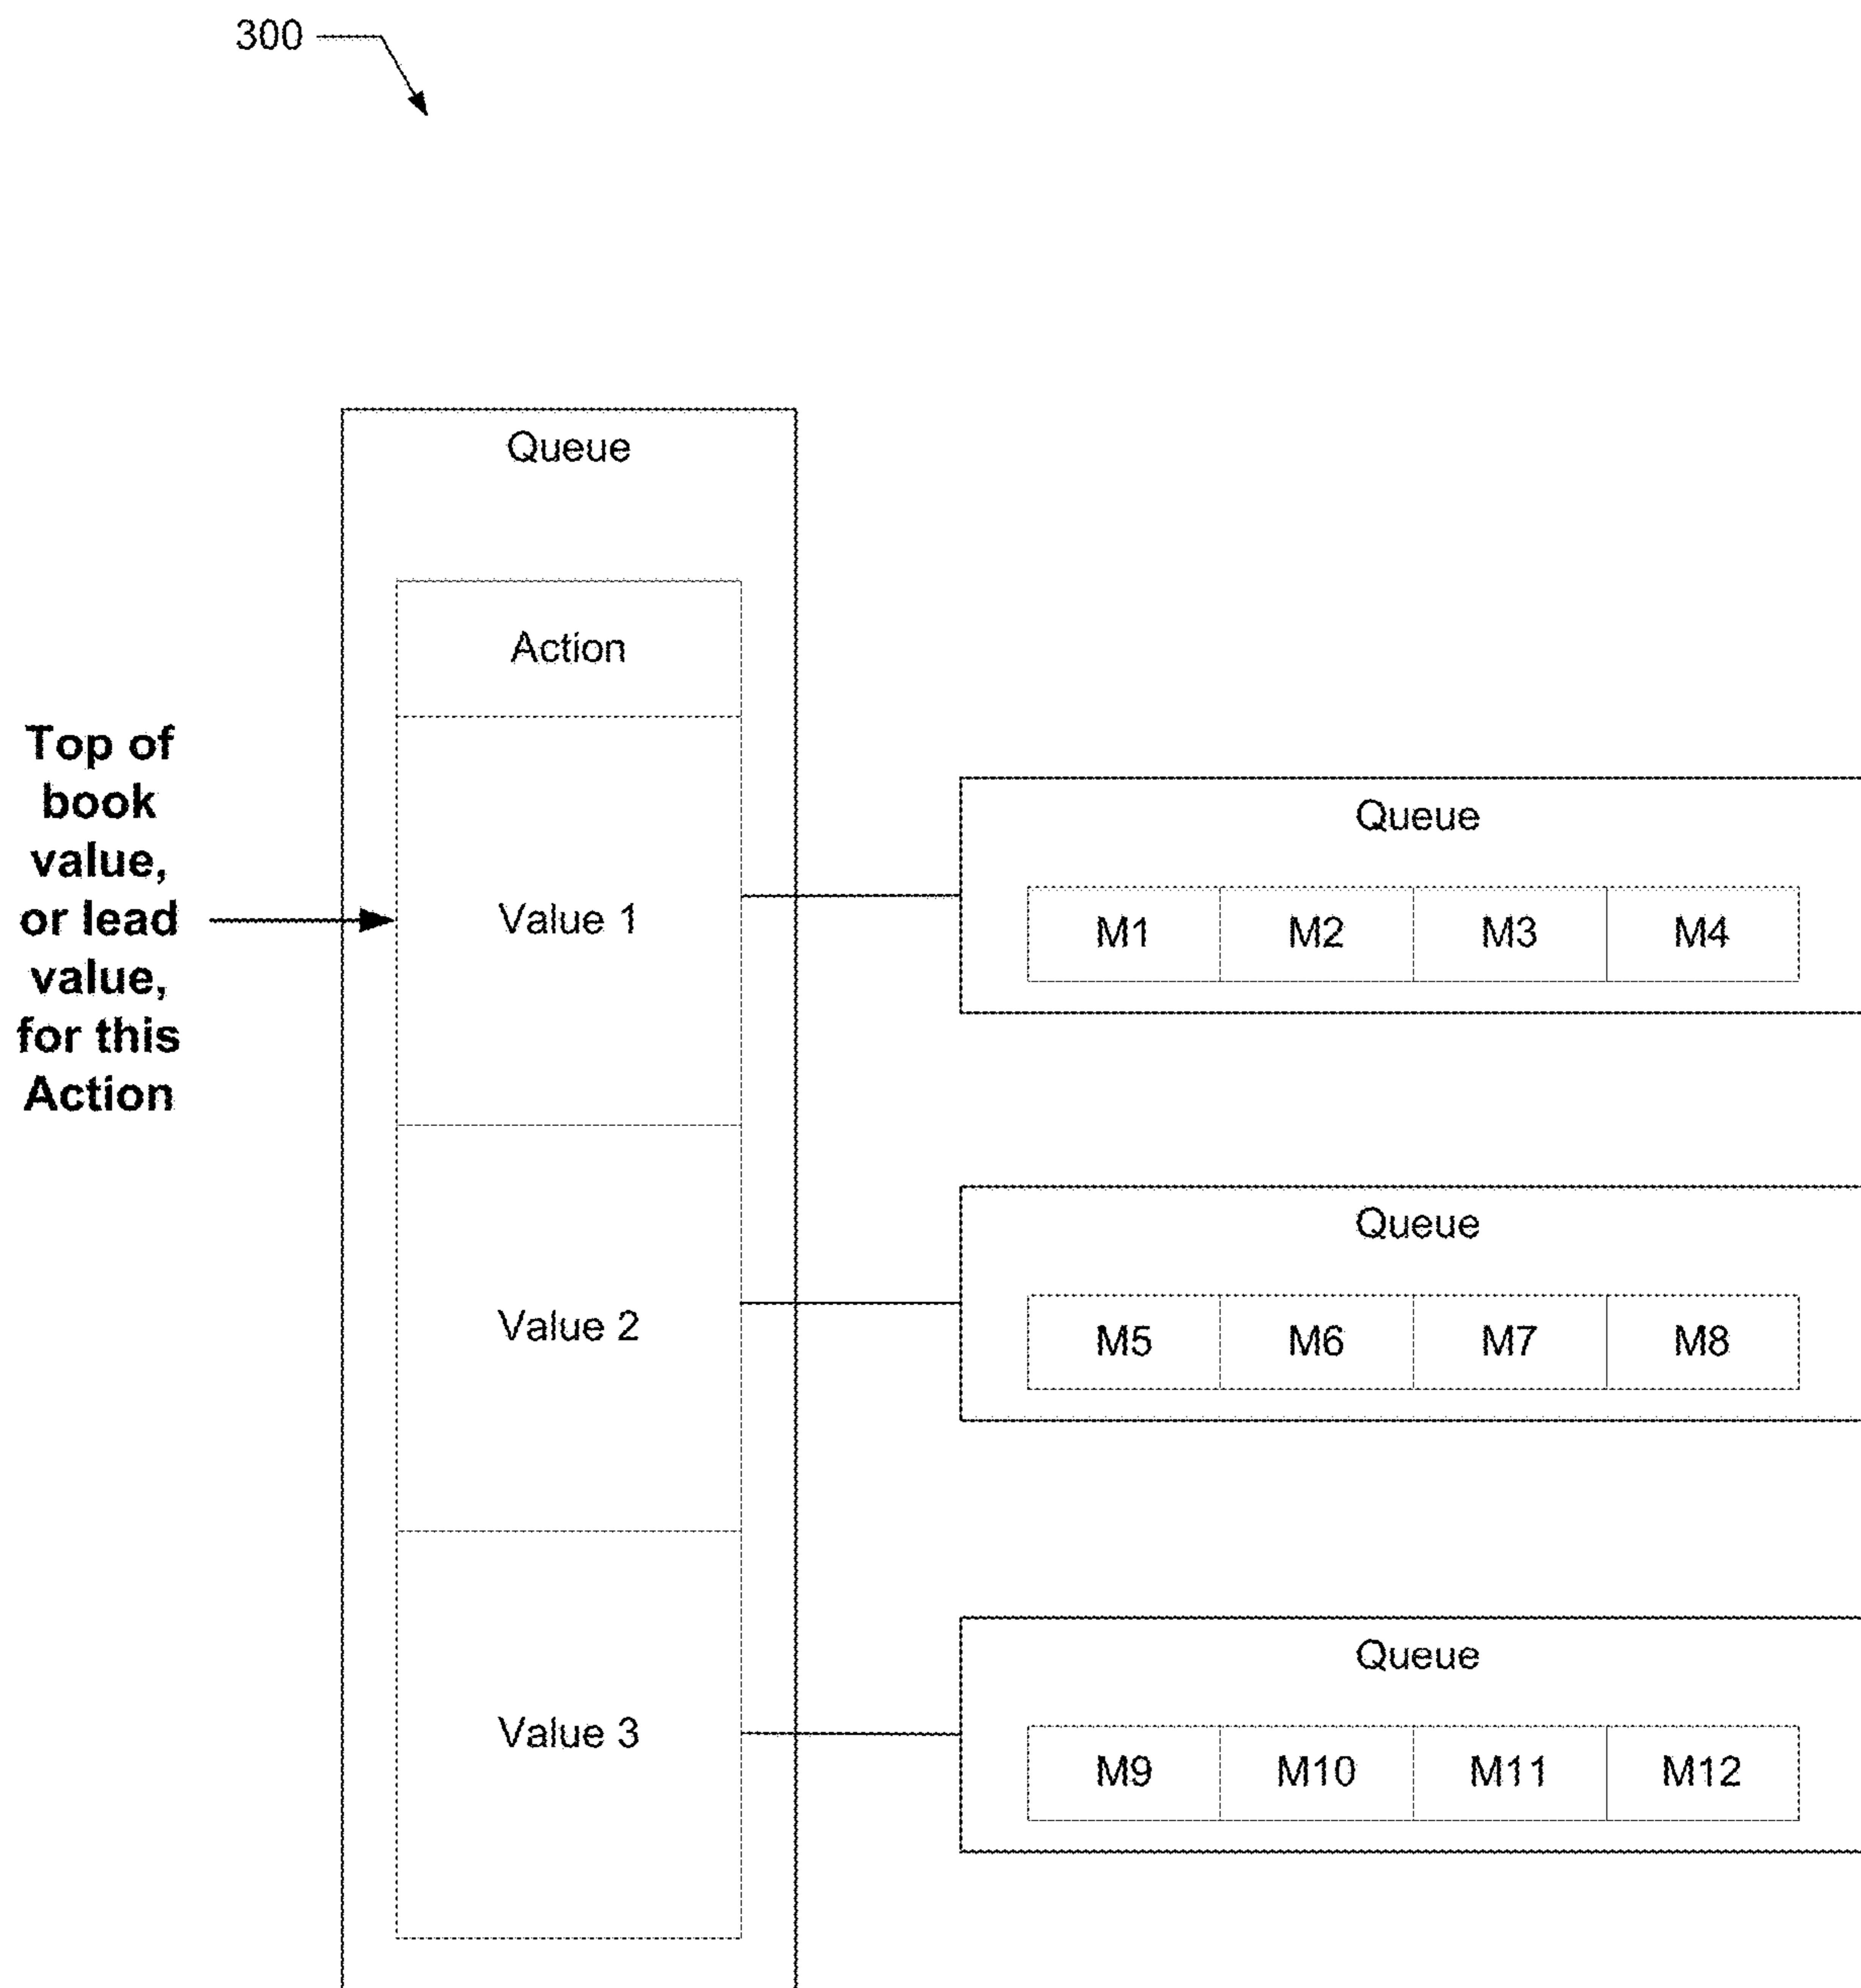 300
Queue
Action
Top of
book
value,
or lead
value,
for this
Action
Value 1
Queue
M1 M2 M3 M4
Value 2
Queue
M5 M6 M7 M8
Value 3
Queue
M9 M10 M11 M12